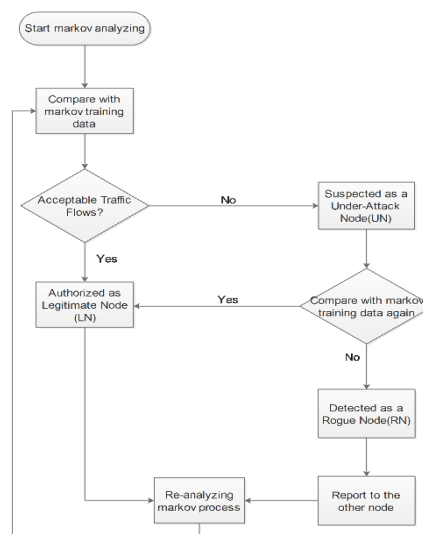 Start markov analyzing
Compare with
markov training
data
Acceptable Traffic
Flows?
No
Suspected as a
Under-Attack
Node(UN)
Yes
Authorized as
Legitimate Node
(LN)
Yes
Compare with markov
training data again
No
Detected as a
Rogue Node(RN)
Re-analyzing
markov process
Report to the
other node